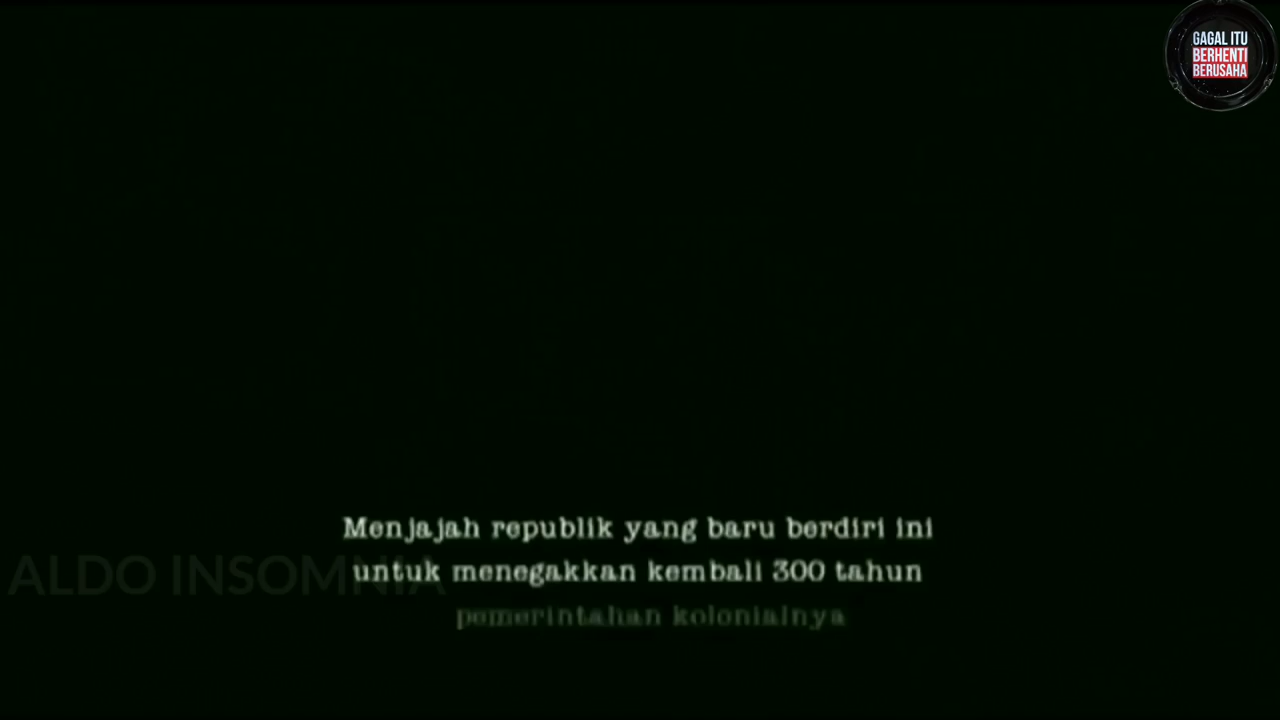 GAGAL ITU
BERHENTI
BERUSAHA
Menjajah republik yang baru berdiri ini
ALDO INSOMNIA
untuk menegakkan kembali 300 tahun
pemerintahan kolonialnya